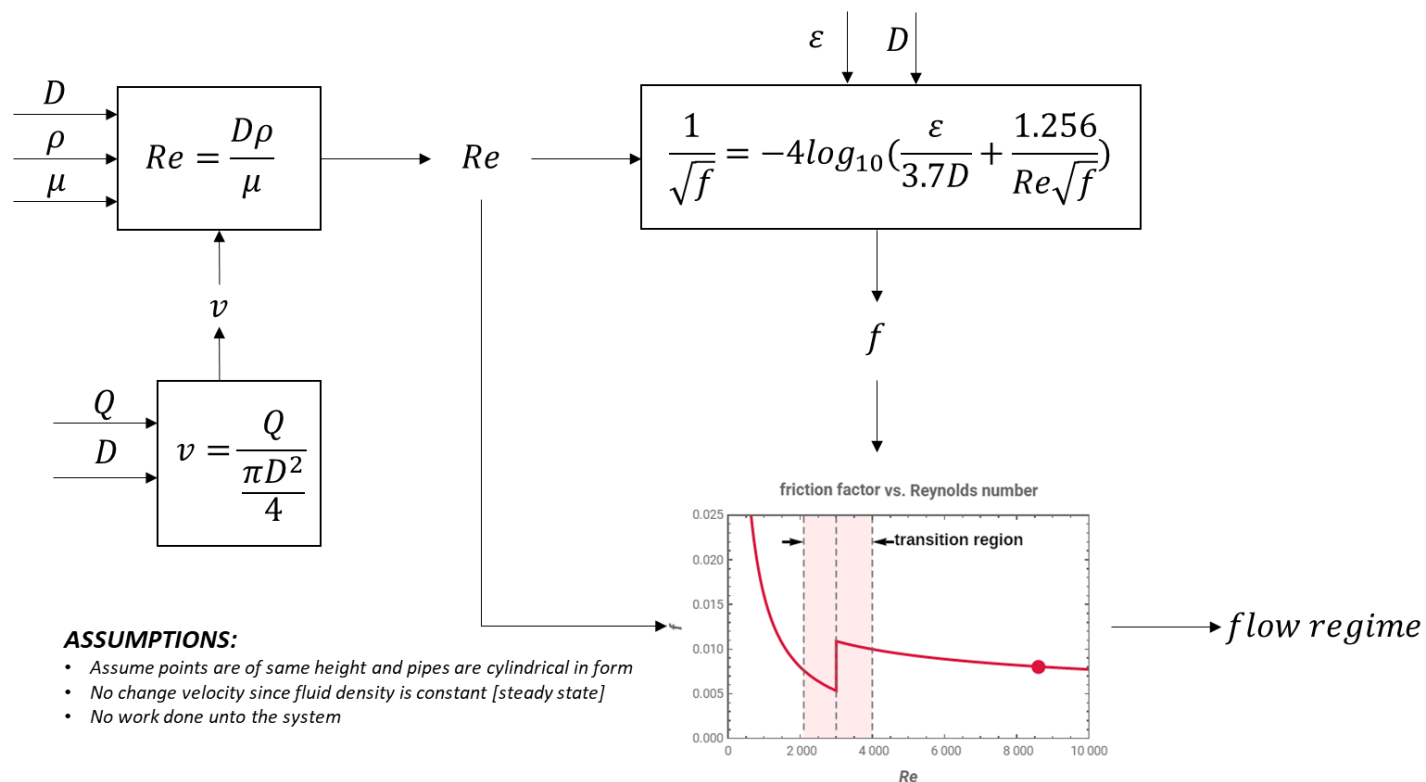 ε D
D
ρ
μ
Re = Dρ/μ
Re
1/√f = −4log₁₀(ε/3.7D + 1.256/Re√f)
v
f
Q
D
v = Q/(πD²/4)
friction factor vs. Reynolds number
0.025
0.020
0.015
0.010
0.005
0.000
transition region
f
0 2 000 4 000 6 000 8 000 10 000
Re
flow regime
ASSUMPTIONS:
• Assume points are of same height and pipes are cylindrical in form
• No change velocity since fluid density is constant [steady state]
• No work done unto the system